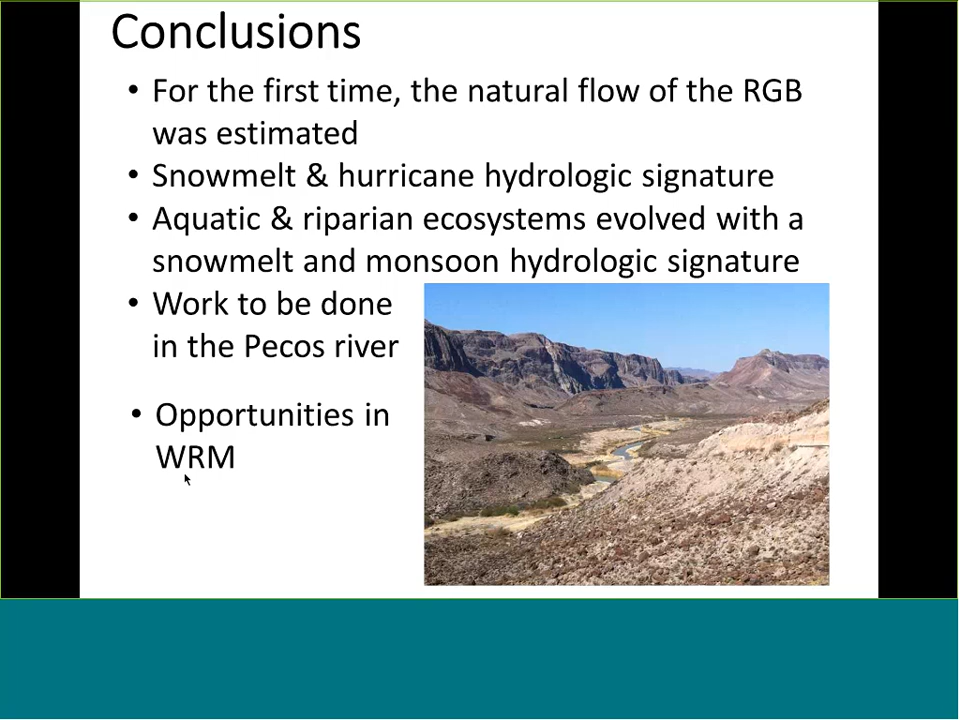 Conclusions
• For the first time, the natural flow of the RGB
was estimated
• Snowmelt & hurricane hydrologic signature
• Aquatic & riparian ecosystems evolved with a
snowmelt and monsoon hydrologic signature
• Work to be done
in the Pecos river
• Opportunities in
WRM